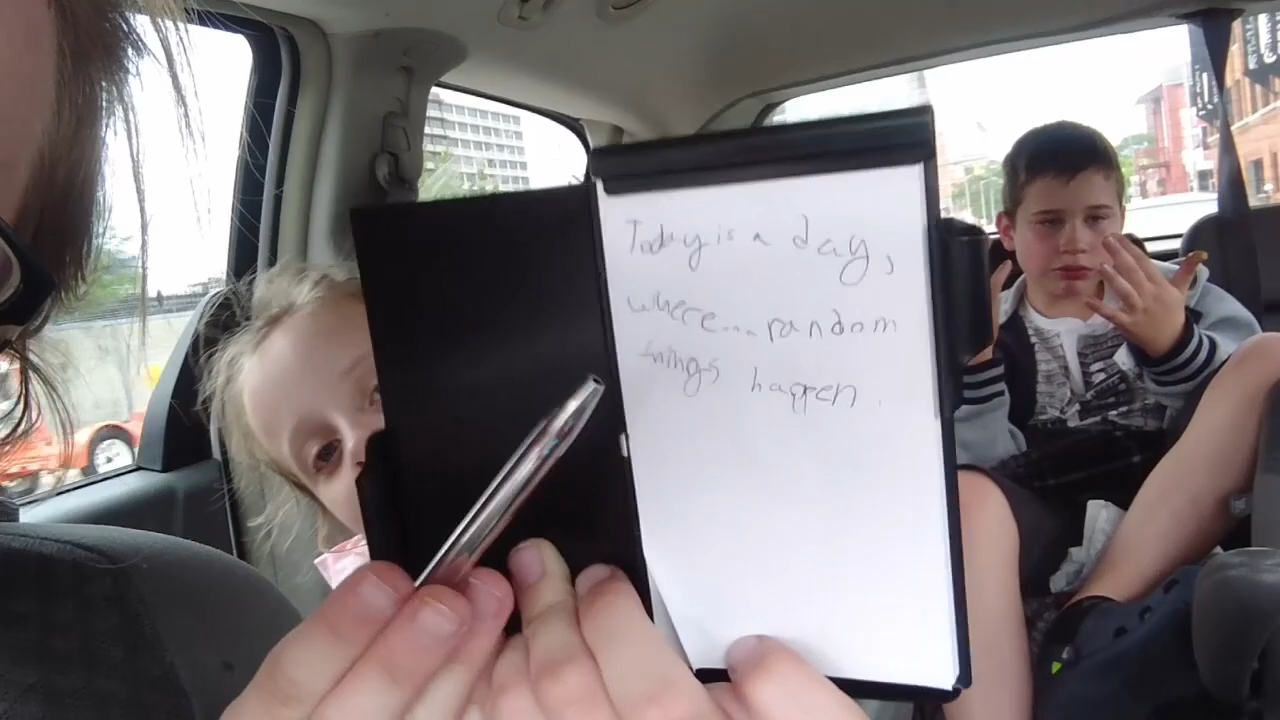 Today is a day,
where... random
things happen.